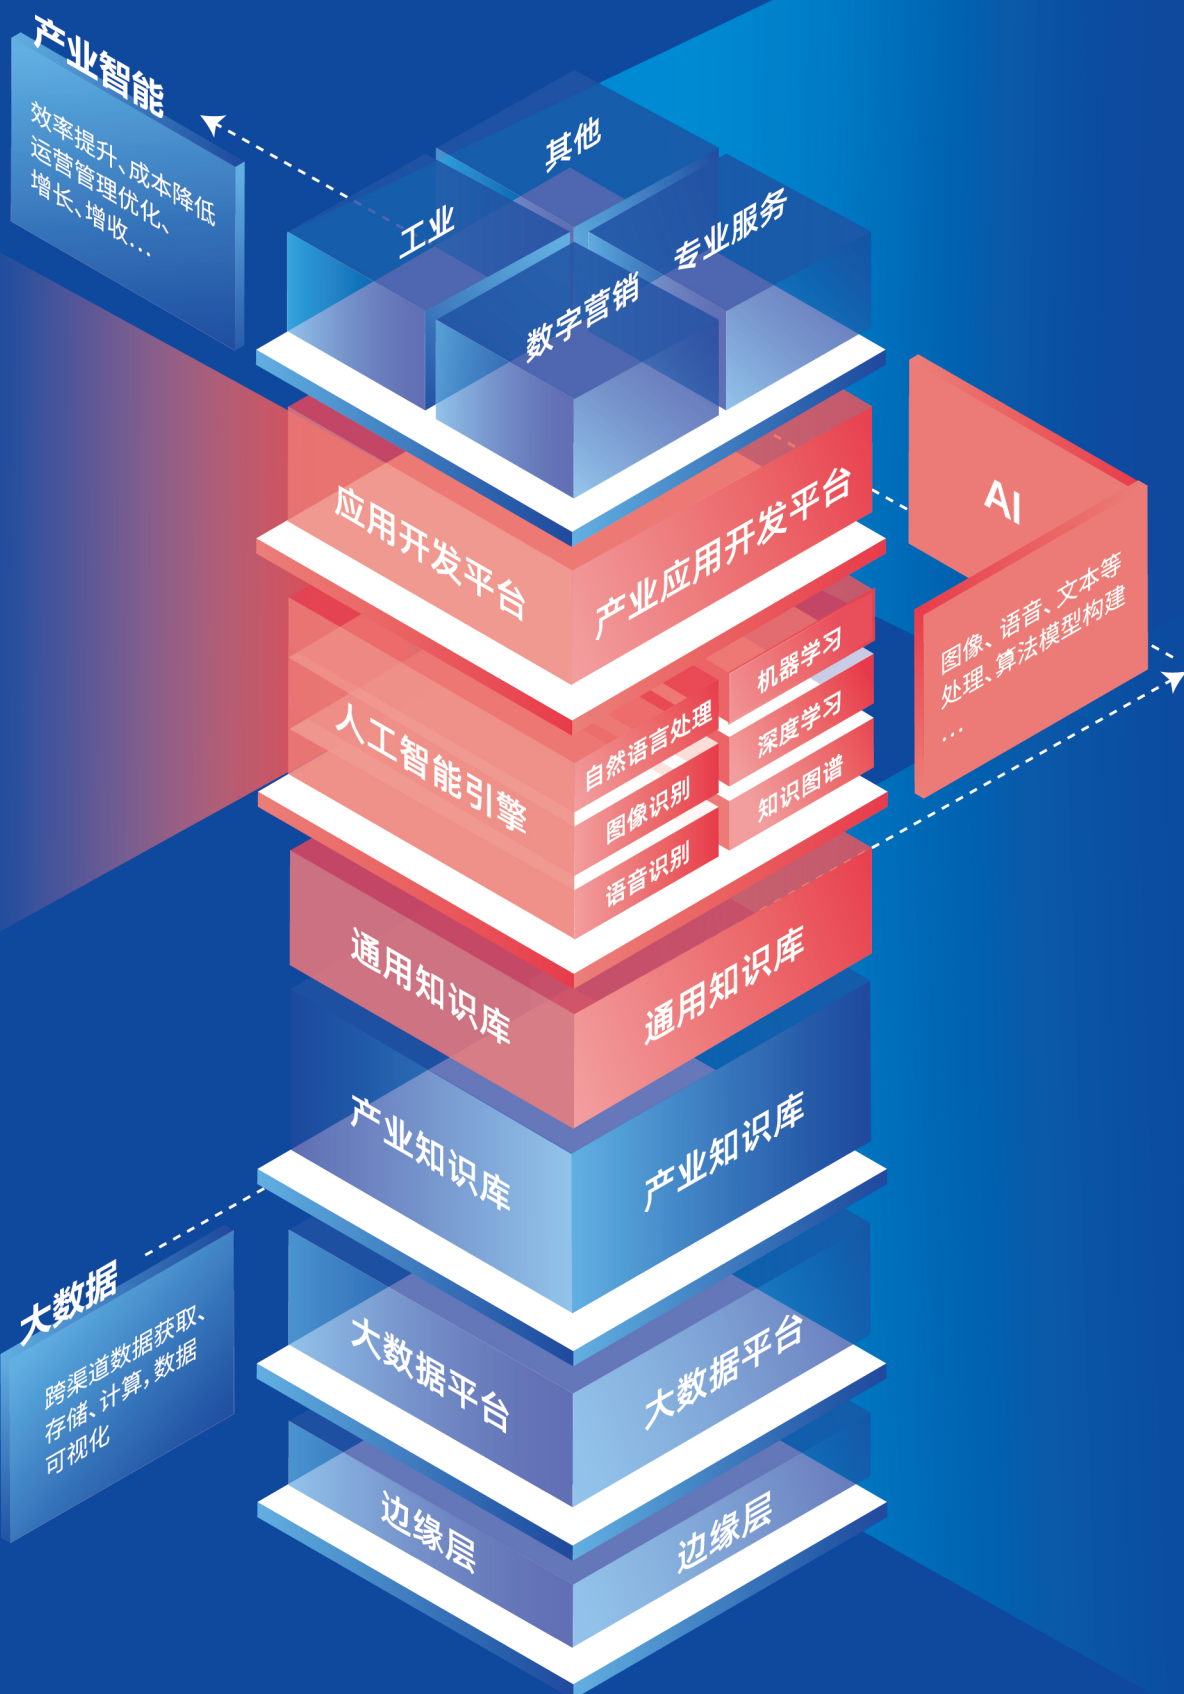 产业智能
效率提升、成本降低
运营管理优化、
增长、增收…
其他
工业
专业服务
数字营销
应用开发平台
产业应用开发平台
AI
图像、语音、文本等
处理、算法模型构建
…
人工智能引擎
自然语言处理
图像识别
语音识别
机器学习
深度学习
知识图谱
通用知识库
通用知识库
产业知识库
产业知识库
大数据
跨渠道数据获取、
存储、计算,数据
可视化
大数据平台
大数据平台
边缘层
边缘层